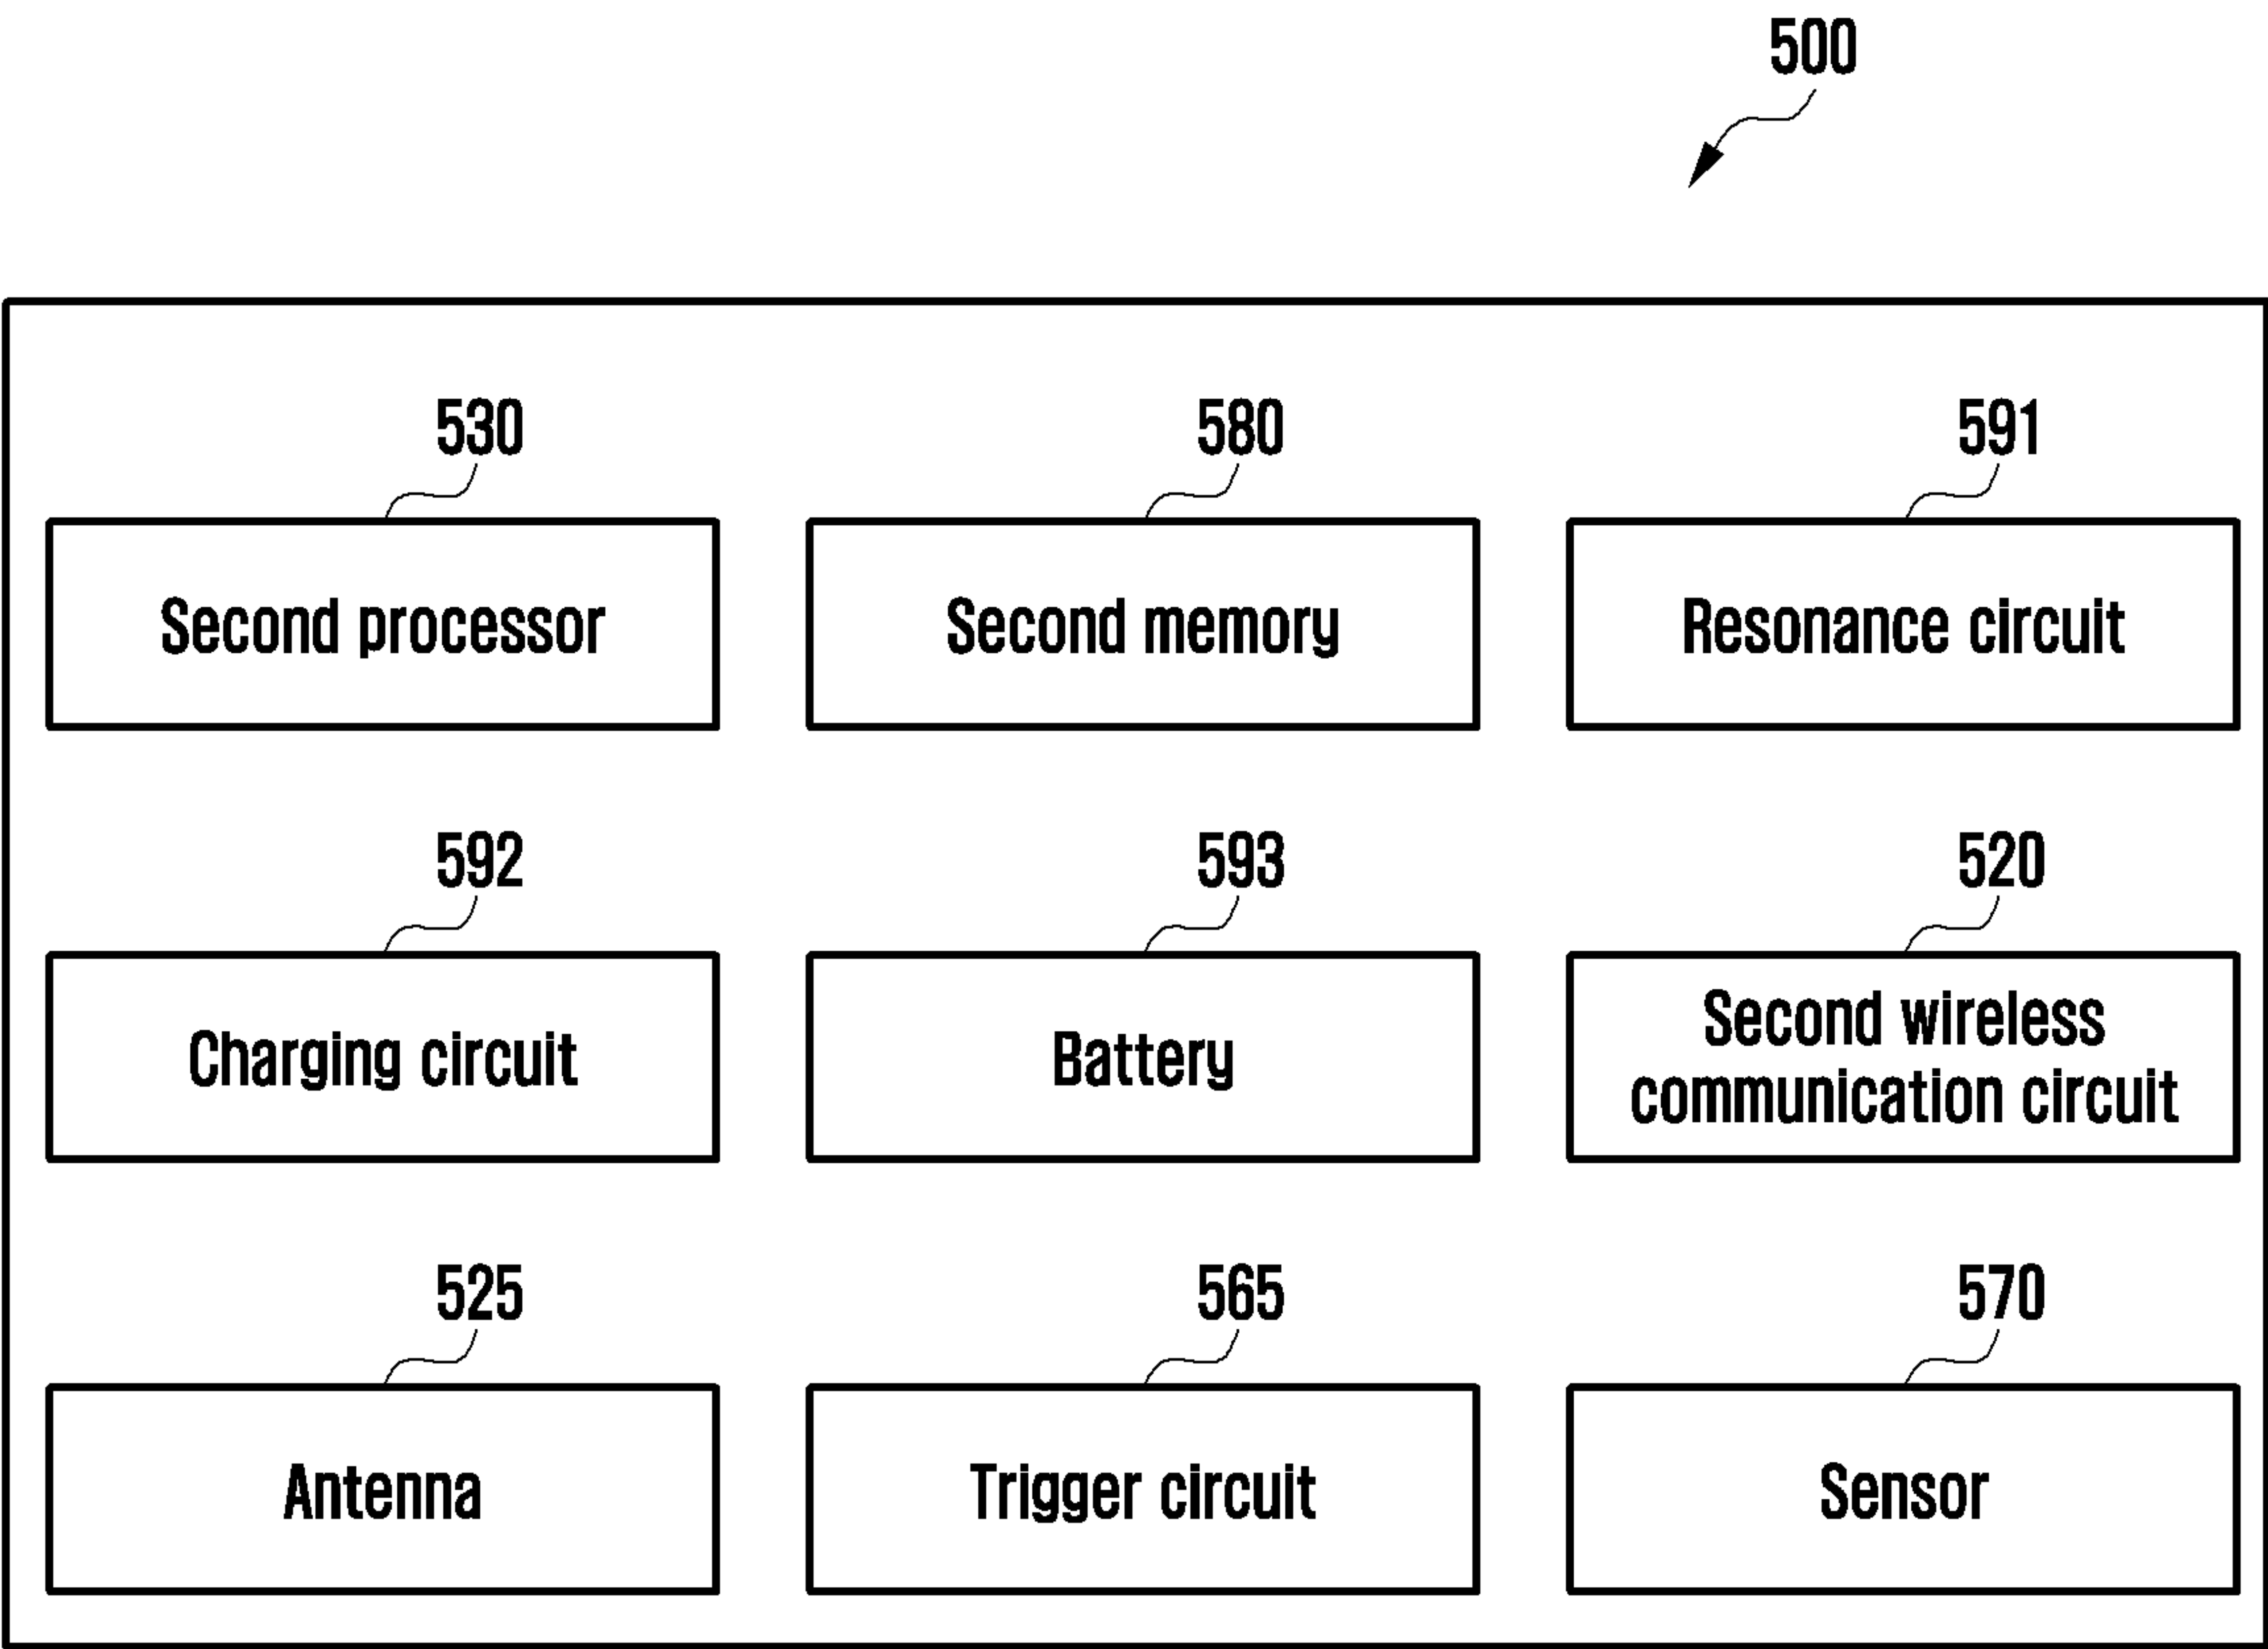 500
530 580 591
Second processor Second memory Resonance circuit
592 593 520
Charging circuit Battery Second wireless
communication circuit
525 565 570
Antenna Trigger circuit Sensor